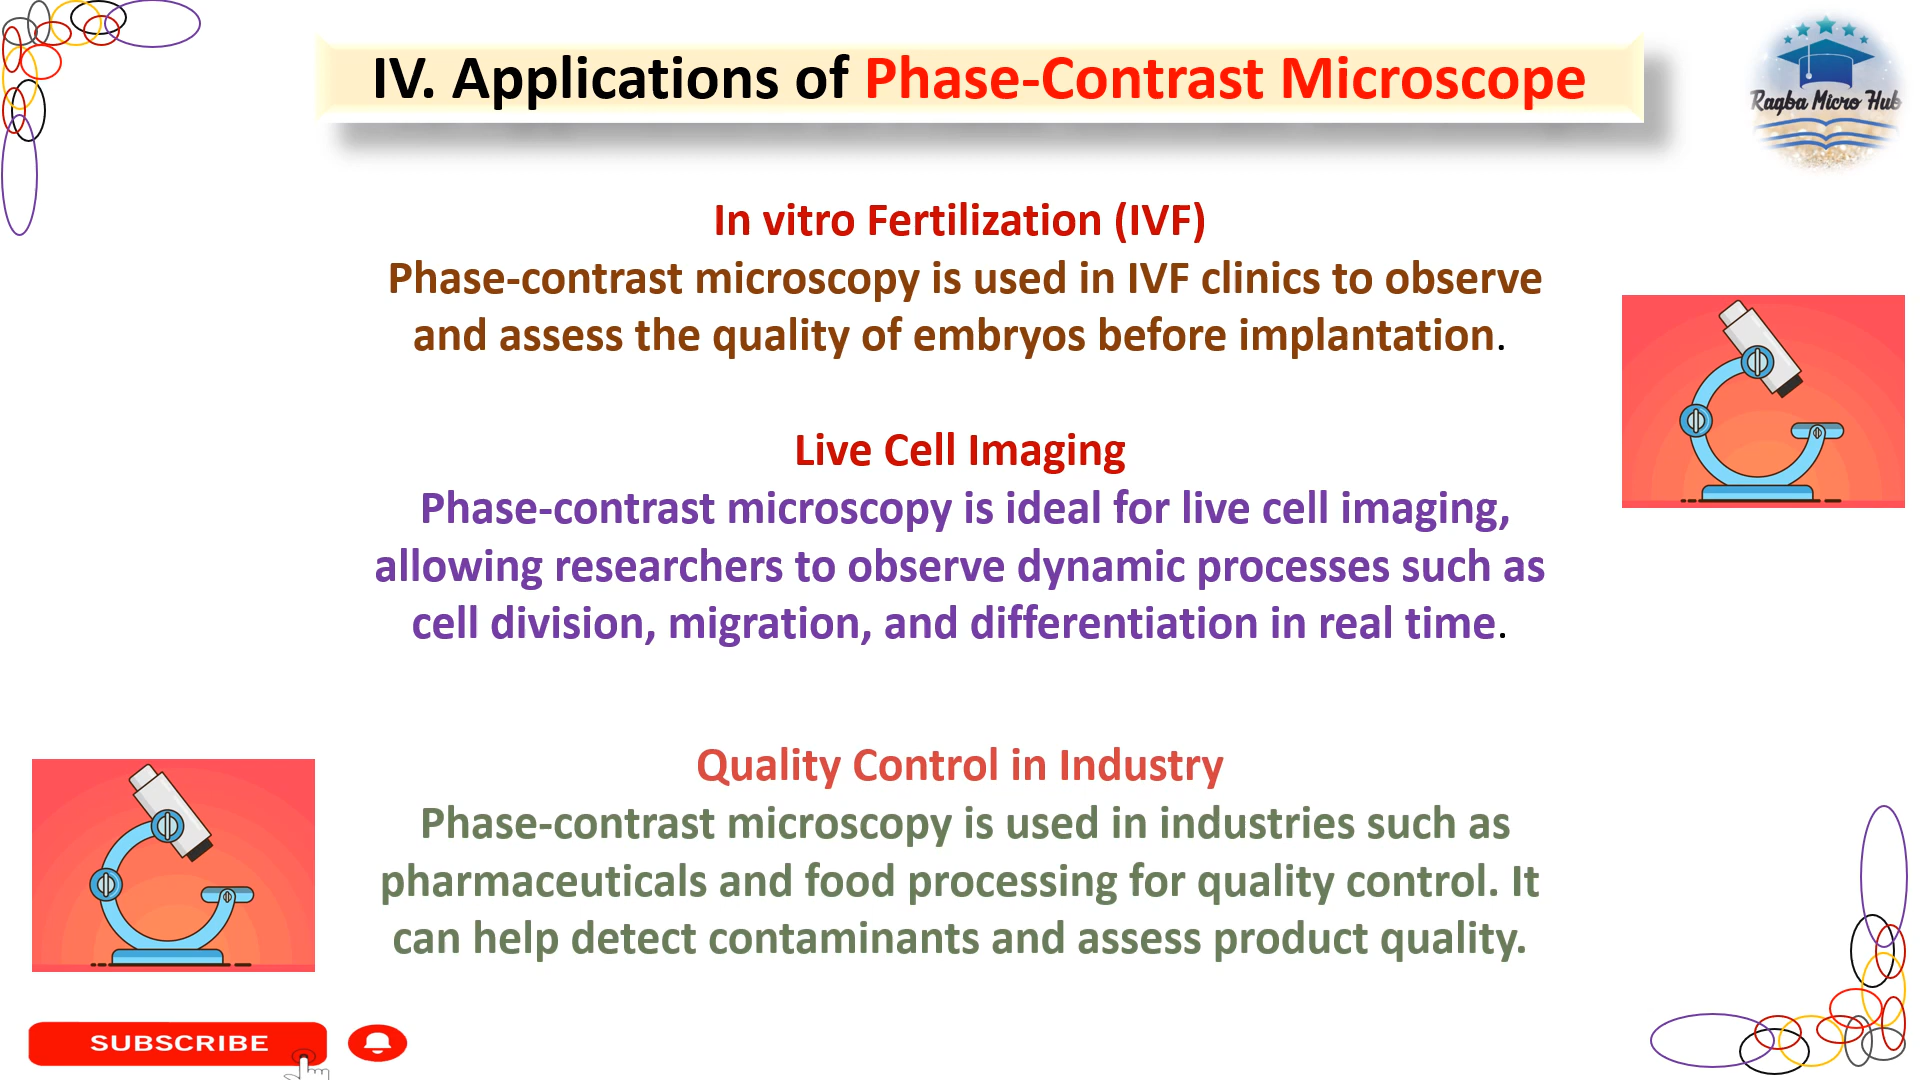 IV. Applications of Phase-Contrast Microscope
Ragba Micro Hub
In vitro Fertilization (IVF)
Phase-contrast microscopy is used in IVF clinics to observe
and assess the quality of embryos before implantation.
Live Cell Imaging
Phase-contrast microscopy is ideal for live cell imaging,
allowing researchers to observe dynamic processes such as
cell division, migration, and differentiation in real time.
Quality Control in Industry
Phase-contrast microscopy is used in industries such as
pharmaceuticals and food processing for quality control. It
can help detect contaminants and assess product quality.
SUBSCRIBE